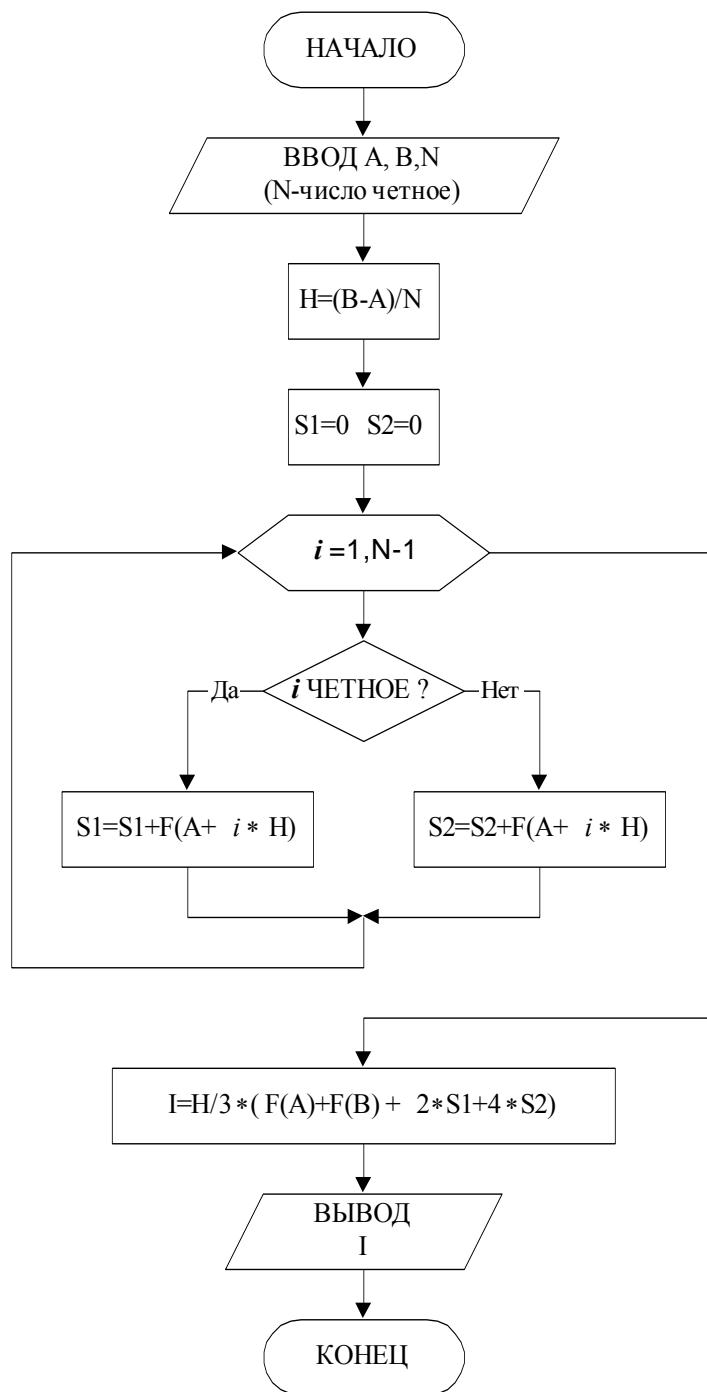 НАЧАЛО
ВВОД A, B,N
(N-число четное)
H=(B-A)/N
S1=0 S2=0
i =1,N-1
i ЧЕТНОЕ ?
Да
Нет
S1=S1+F(A+ i * H)
S2=S2+F(A+ i * H)
I=H/3*( F(A)+F(B) + 2*S1+4*S2)
ВЫВОД
I
КОНЕЦ